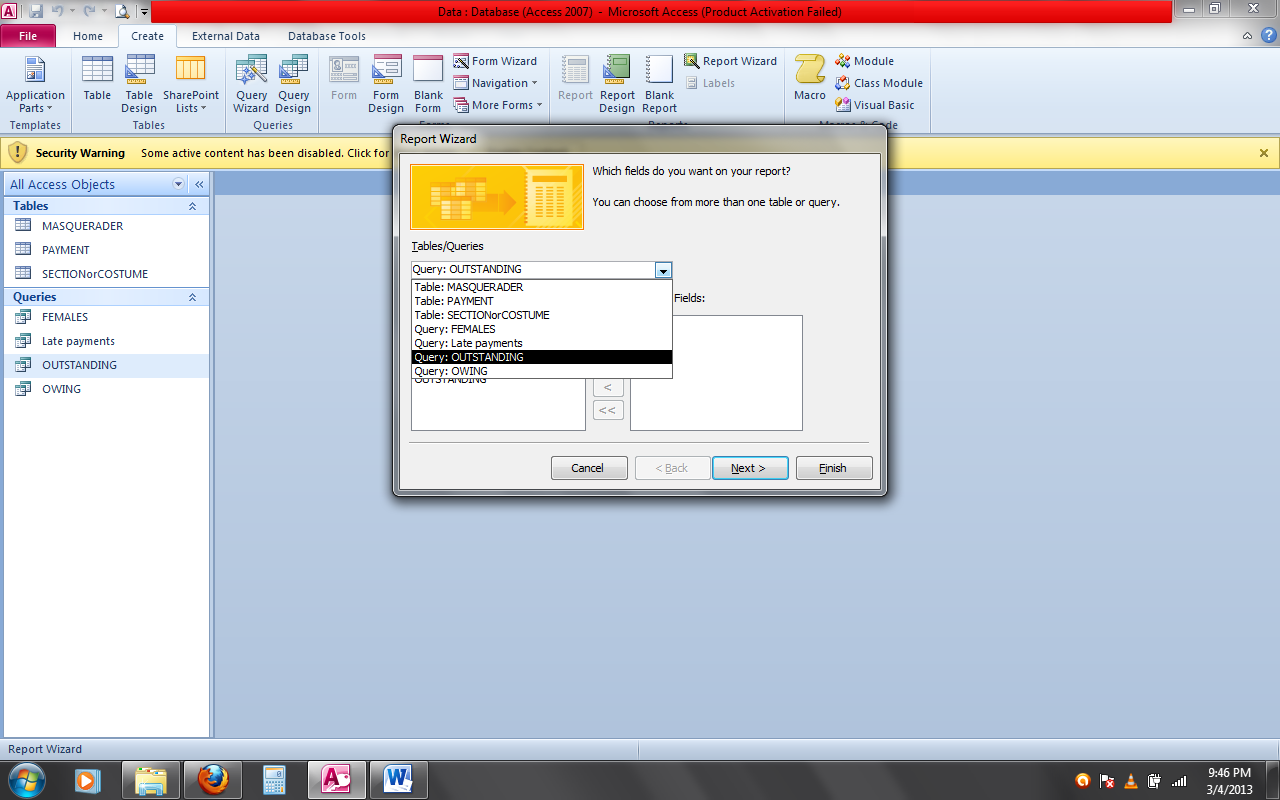 Data : Database (Access 2007) - Microsoft Access (Product Activation Failed)
File Home Create External Data Database Tools
Application Parts
Table
Table Design
SharePoint Lists
Query Wizard
Query Design
Form
Form Design
Blank Form
Form Wizard
Navigation
More Forms
Report
Report Design
Blank Report
Report Wizard
Labels
Macro
Module
Class Module
Visual Basic
Templates Tables Queries
Security Warning Some active content has been disabled. Click for
All Access Objects «
Tables
MASQUERADER
PAYMENT
SECTIONorCOSTUME
Queries
FEMALES
Late payments
OUTSTANDING
OWING
Report Wizard
Which fields do you want on your report?
You can choose from more than one table or query.
Tables/Queries
Query: OUTSTANDING
Table: MASQUERADER
Table: PAYMENT
Table: SECTIONorCOSTUME
Query: FEMALES
Query: Late payments
Query: OUTSTANDING
Query: OWING
OUTSTANDING
Fields:
<
<<
Cancel < Back Next > Finish
Report Wizard
9:46 PM
3/4/2013